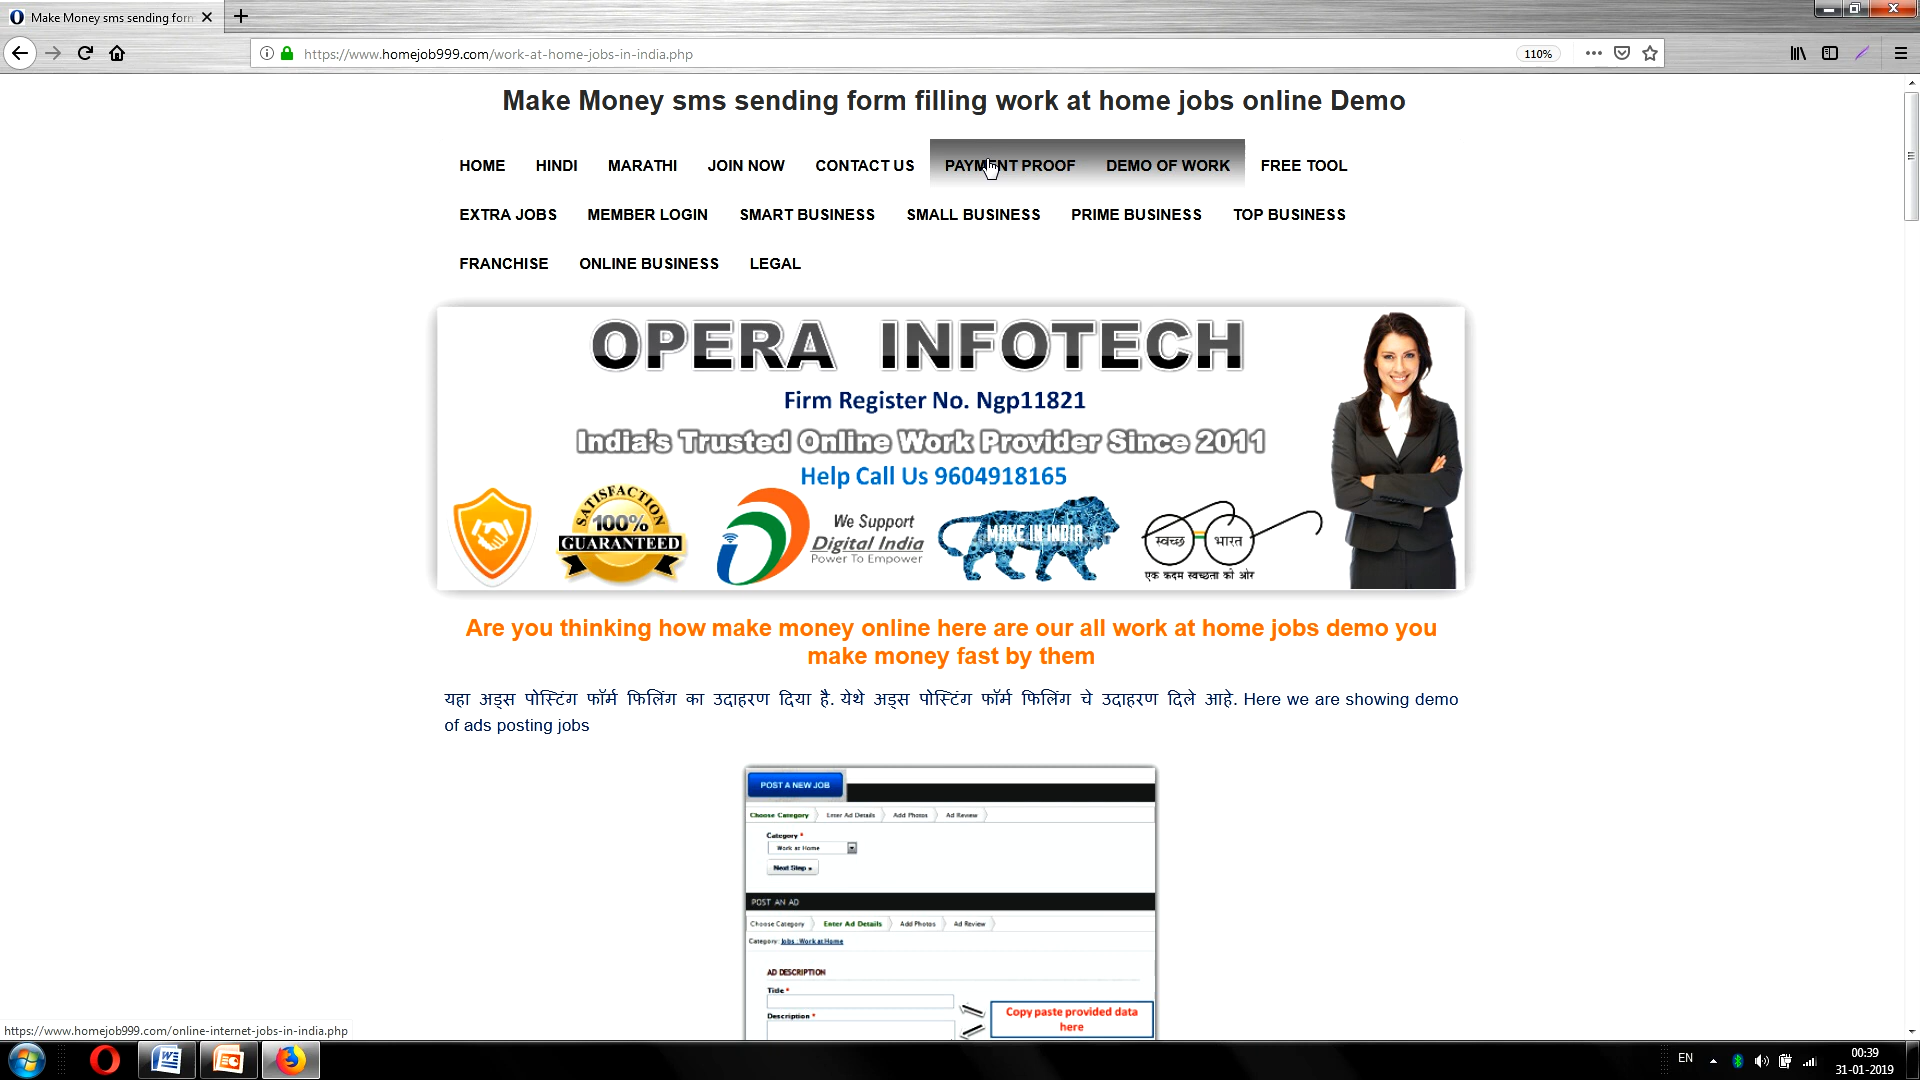 Make Money sms sending form
https://www.homejob999.com/work-at-home-jobs-in-india.php
110%
Make Money sms sending form filling work at home jobs online Demo
HOME HINDI MARATHI JOIN NOW CONTACT US PAYMENT PROOF DEMO OF WORK FREE TOOL
EXTRA JOBS MEMBER LOGIN SMART BUSINESS SMALL BUSINESS PRIME BUSINESS TOP BUSINESS
FRANCHISE ONLINE BUSINESS LEGAL
OPERA INFOTECH
Firm Register No. Ngp11821
India's Trusted Online Work Provider Since 2011
Help Call Us 9604918165
SATISFACTION
100%
GUARANTEED
We Support
Digital India
Power To Empower
MAKE IN INDIA
स्वच्छ भारत
एक कदम स्वच्छता की ओर
Are you thinking how make money online here are our all work at home jobs demo you
make money fast by them
यहा अड्स पोस्टिंग फॉर्म फिलिंग का उदाहरण दिया है. येथे अड्स पोस्टिंग फॉर्म फिलिंग चे उदाहरण दिले आहे. Here we are showing demo
of ads posting jobs
POST A NEW JOB
Choose Category Enter Ad Details Add Photos Ad Review
Category *
Work at Home
Next Step »
POST AN AD
Choose Category Enter Ad Details Add Photos Ad Review
Category: Jobs : Work at Home
AD DESCRIPTION
Title *
Description *
Copy paste provided data
here
https://www.homejob999.com/online-internet-jobs-in-india.php
EN
00:39
31-01-2019